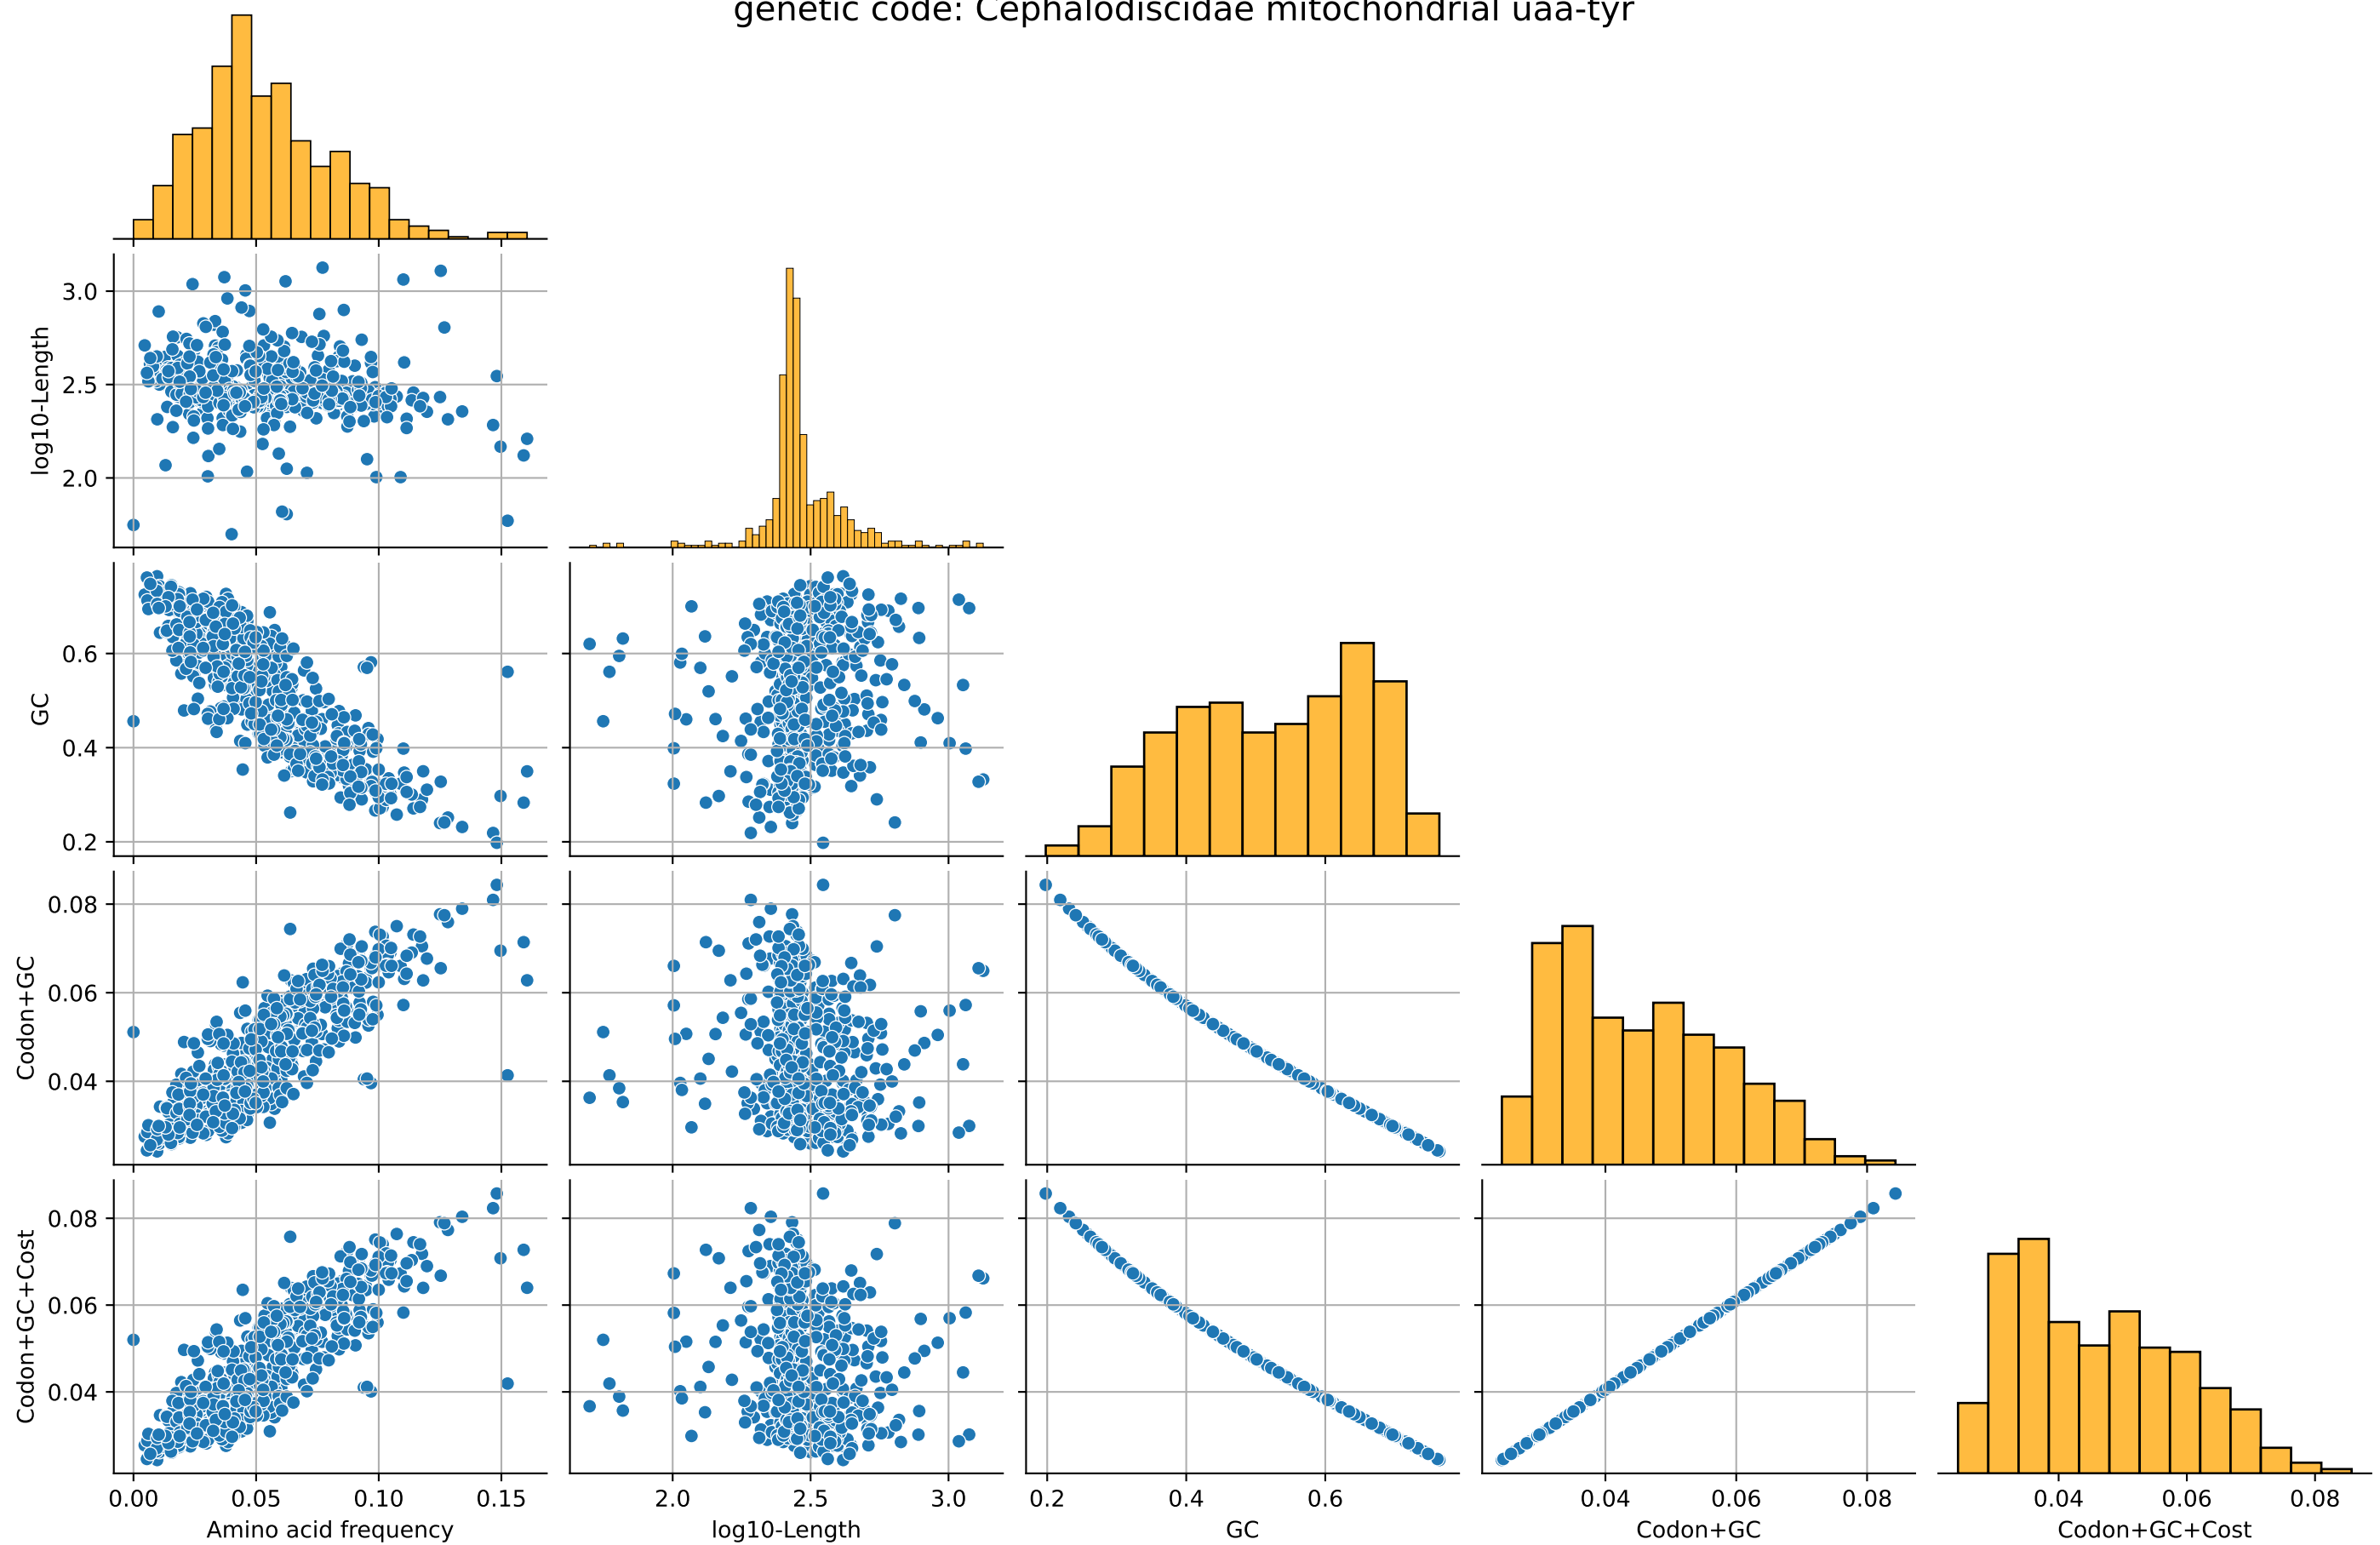 genetic code: Cephalodiscidae mitochondrial uaa-tyr
3.0
2.5
2.0
log10-Length
0.6
0.4
0.2
GC
0.08
0.06
0.04
Codon+GC
0.08
0.06
0.04
Codon+GC+Cost
0.00 0.05 0.10 0.15 2.0 2.5 3.0 0.2 0.4 0.6 0.04 0.06 0.08 0.04 0.06 0.08
Amino acid frequency log10-Length GC Codon+GC Codon+GC+Cost